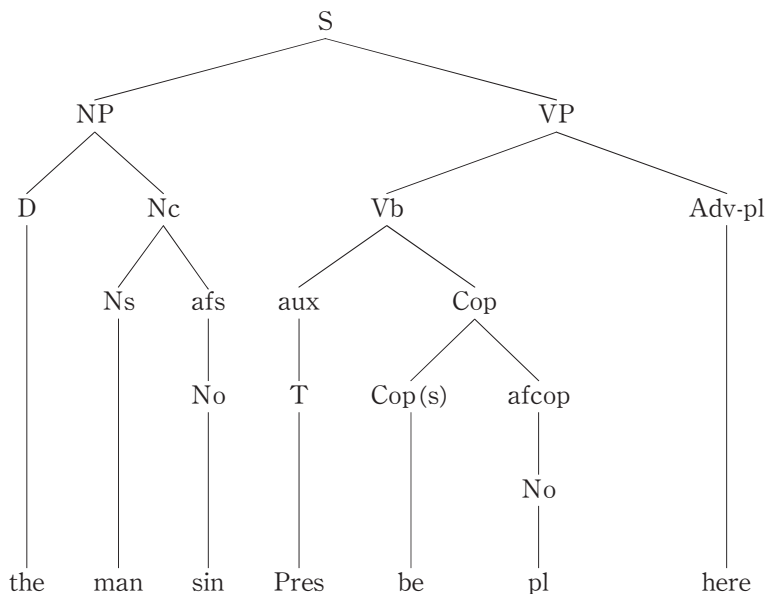 S
NP VP
D Nc Vb Adv-pl
Ns afs aux Cop
No T Cop(s) afcop
No
the man sin Pres be pl here